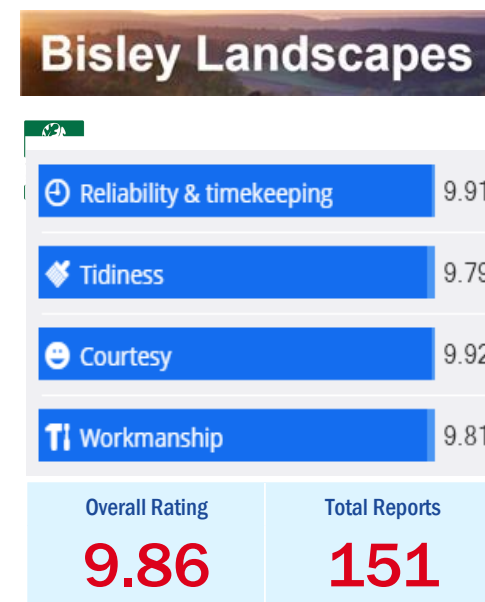 Bisley Landscapes
Reliability & timekeeping 9.91
Tidiness 9.79
Courtesy 9.92
Workmanship 9.81
Overall Rating Total Reports
9.86 151